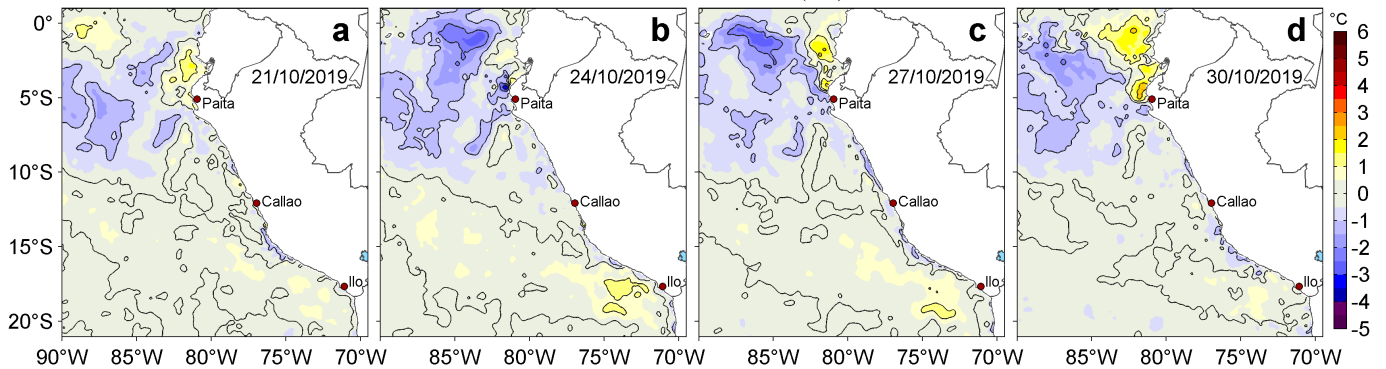 a
b
c
d
°C
0°
5°S
10°S
15°S
20°S
21/10/2019
24/10/2019
27/10/2019
30/10/2019
Paita
Paita
Paita
Paita
Callao
Callao
Callao
Callao
Ilo
Ilo
Ilo
Ilo
6
5
4
3
2
1
0
-1
-2
-3
-4
-5
90°W
85°W
80°W
75°W
70°W
85°W
80°W
75°W
70°W
85°W
80°W
75°W
70°W
85°W
80°W
75°W
70°W